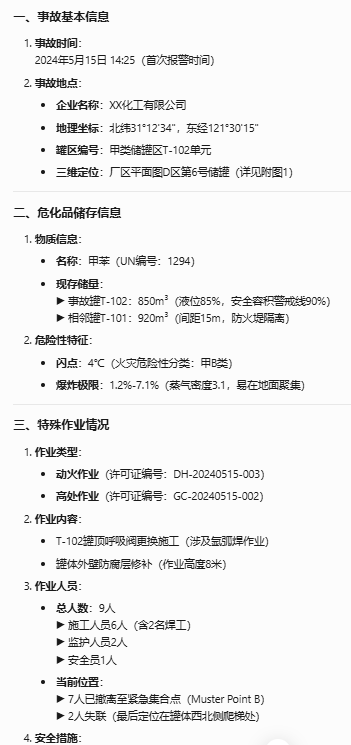 一、事故基本信息
1. 事故时间：
2024年5月15日 14:25（首次报警时间）
2. 事故地点：
• 企业名称：XX化工有限公司
• 地理坐标：北纬31°12'34"，东经121°30'15"
• 罐区编号：甲类储罐区T-102单元
• 三维定位：厂区平面图D区第6号储罐（详见附图1）
二、危化品储存信息
1. 物质信息：
• 名称：甲苯（UN编号：1294）
• 现存储量：
▶ 事故罐T-102：850m³（液位85%，安全容积警戒线90%）
▶ 相邻罐T-101：920m³（间距15m，防火堤隔离）
2. 危险性特征：
• 闪点：4℃（火灾危险性分类：甲B类）
• 爆炸极限：1.2%-7.1%（蒸气密度3.1，易在地面聚集）
三、特殊作业情况
1. 作业类型：
• 动火作业（许可证编号：DH-20240515-003）
• 高处作业（许可证编号：GC-20240515-002）
2. 作业内容：
• T-102罐顶呼吸阀更换施工（涉及氩弧焊作业）
• 罐体外壁防腐层修补（作业高度8米）
3. 作业人员：
• 总人数：9人
▶ 施工人员6人（含2名焊工）
▶ 监护人员2人
▶ 安全员1人
• 当前位置：
▶ 7人已撤离至紧急集合点（Muster Point B）
▶ 2人失联（最后定位在罐体西北侧爬梯处）
4. 安全措施：